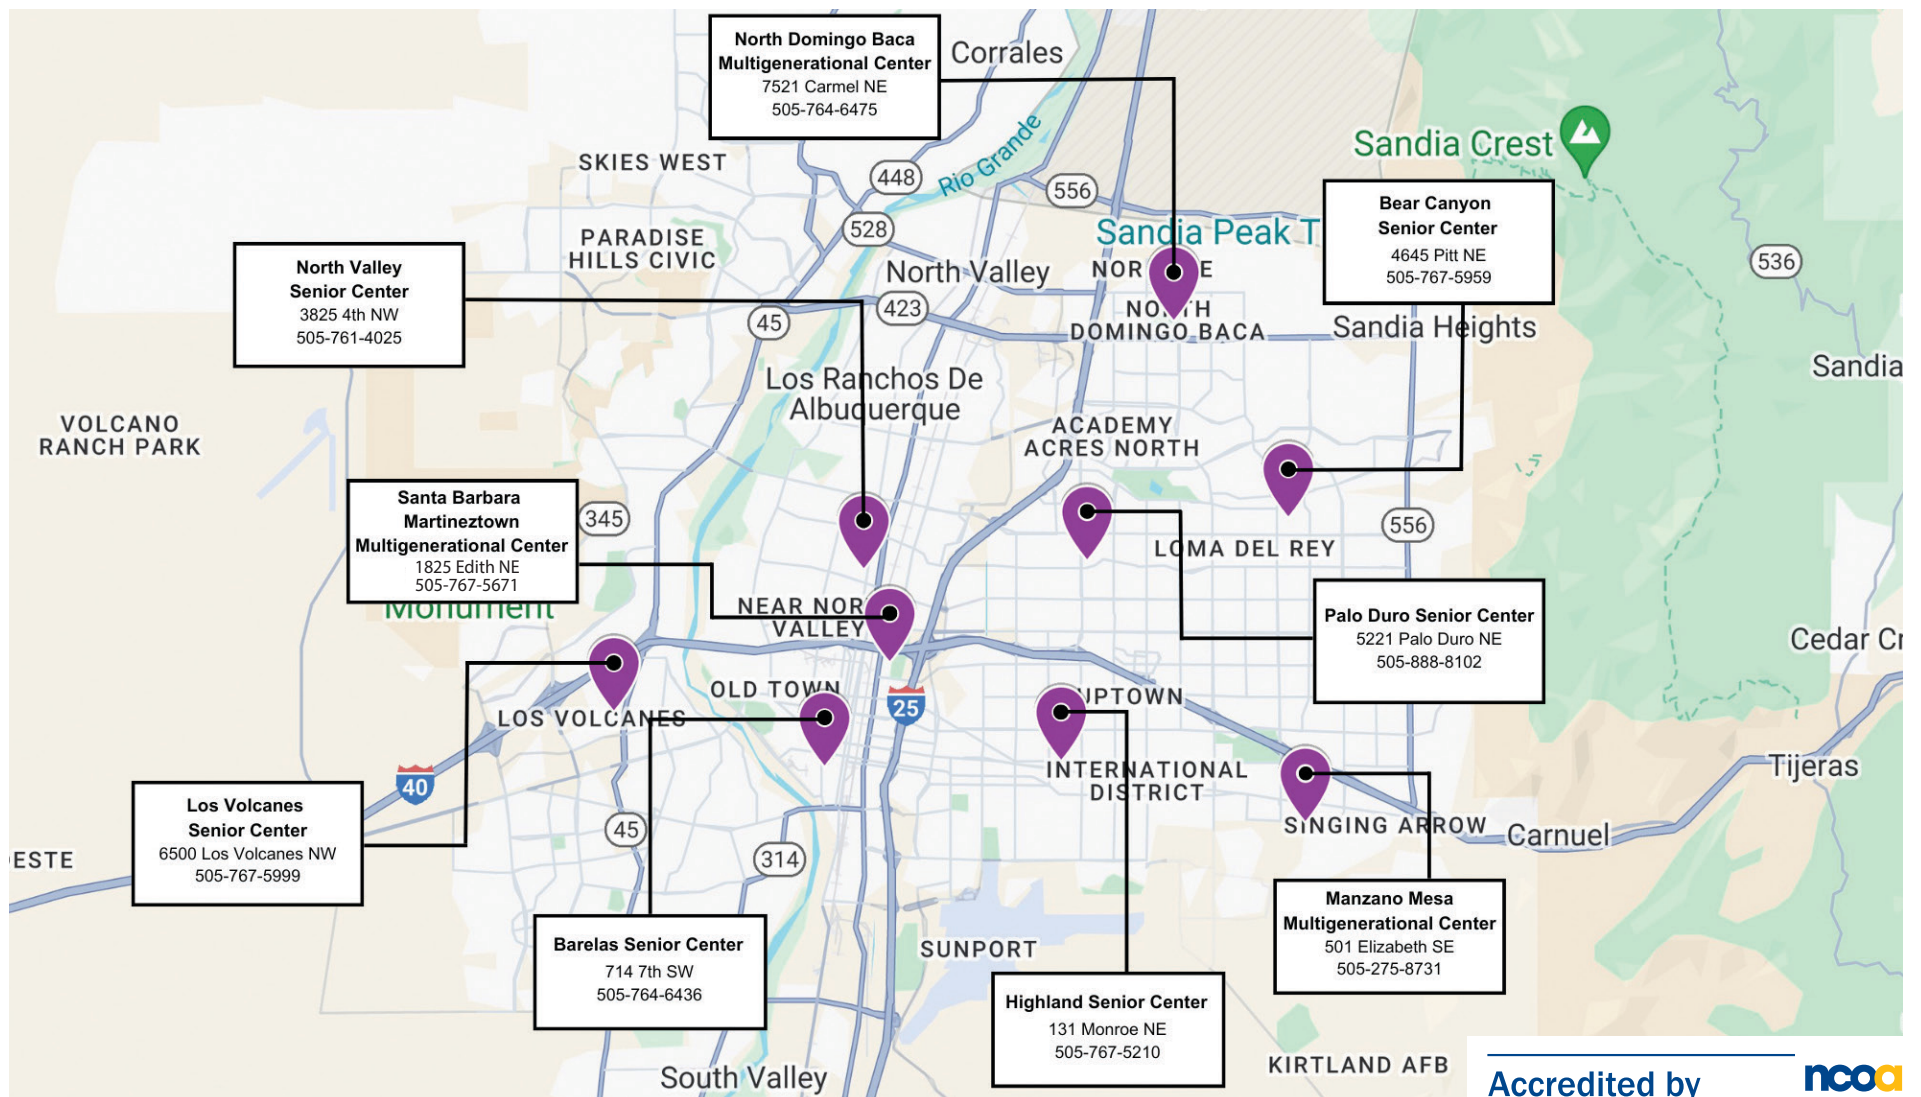 North Domingo Baca
Multigenerational Center
7521 Carmel NE
505-764-6475
Corrales
Rio Grande
448
528
556
Sandia Crest
SKIES WEST
PARADISE
HILLS CIVIC
Sandia Peak T
Bear Canyon
Senior Center
4645 Pitt NE
505-767-5959
536
North Valley
Senior Center
3825 4th NW
505-761-4025
North Valley
NOR E
NORTH
DOMINGO BACA
423
45
Sandia Heights
Sandia
Los Ranchos De
Albuquerque
VOLCANO
RANCH PARK
ACADEMY
ACRES NORTH
Santa Barbara
Martineztown
Multigenerational Center
1825 Edith NE
505-767-5671
345
556
LOMA DEL REY
Monument
NEAR NOR
VALLEY
Palo Duro Senior Center
5221 Palo Duro NE
505-888-8102
Cedar Cr
OLD TOWN
25
UPTOWN
LOS VOLCANES
INTERNATIONAL
DISTRICT
Tijeras
40
Los Volcanes
Senior Center
6500 Los Volcanes NW
505-767-5999
45
314
SINGING ARROW
Carnuel
ESTE
Barelas Senior Center
714 7th SW
505-764-6436
SUNPORT
Manzano Mesa
Multigenerational Center
501 Elizabeth SE
505-275-8731
Highland Senior Center
131 Monroe NE
505-767-5210
South Valley
KIRTLAND AFB
Accredited by
ncoa